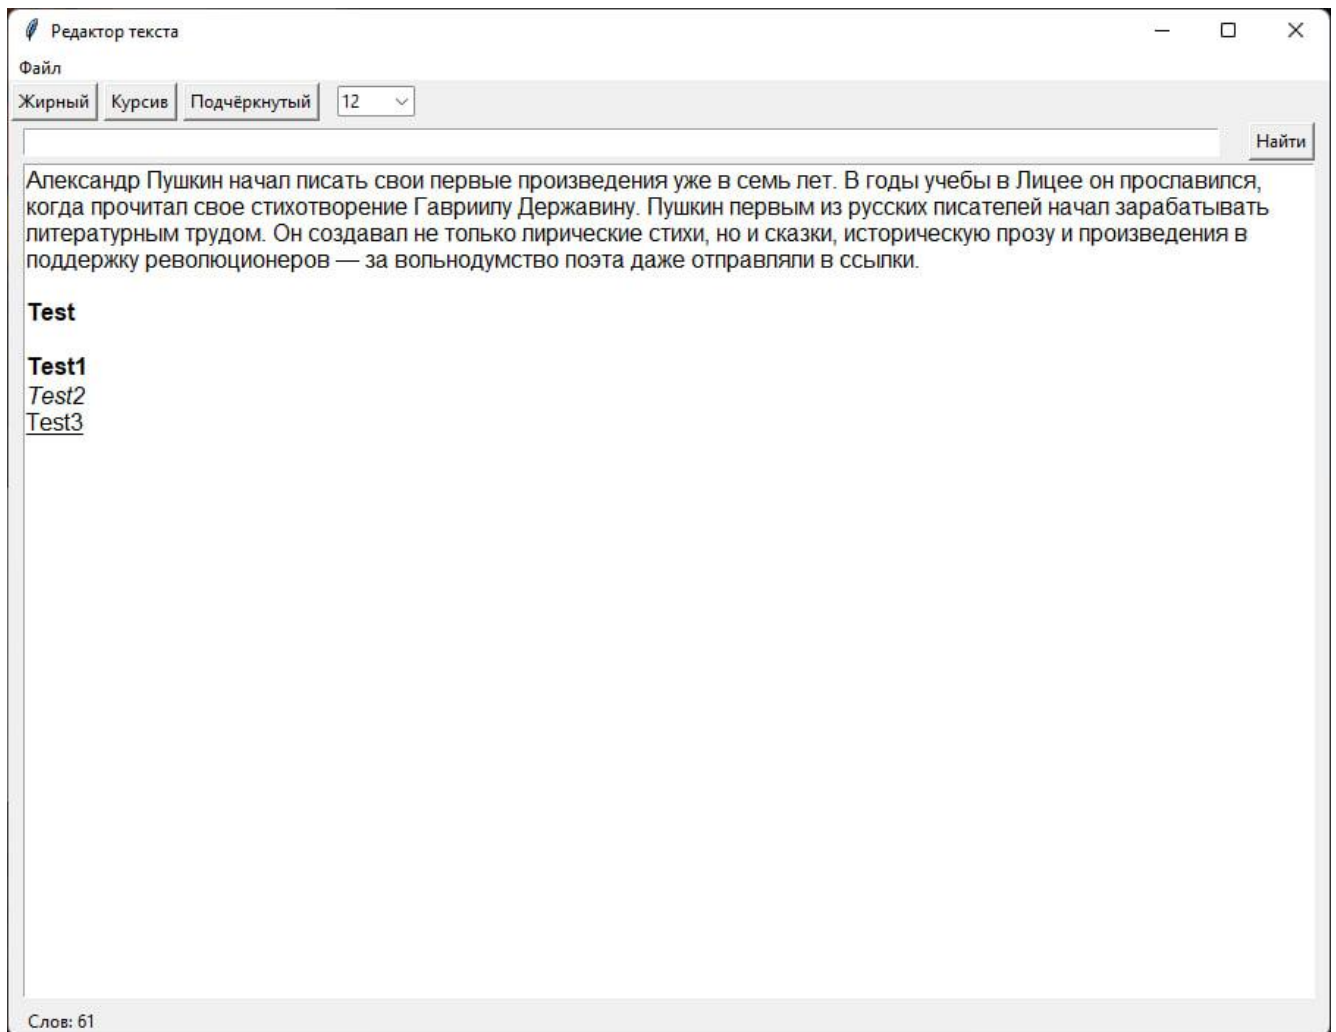 Редактор текста
Файл
Жирный Курсив Подчёркнутый 12
Найти
Александр Пушкин начал писать свои первые произведения уже в семь лет. В годы учебы в Лицее он прославился,
когда прочитал свое стихотворение Гавриилу Державину. Пушкин первым из русских писателей начал зарабатывать
литературным трудом. Он создавал не только лирические стихи, но и сказки, историческую прозу и произведения в
поддержку революционеров — за вольнодумство поэта даже отправляли в ссылки.
Test
Test1
Test2
Test3
Слов: 61